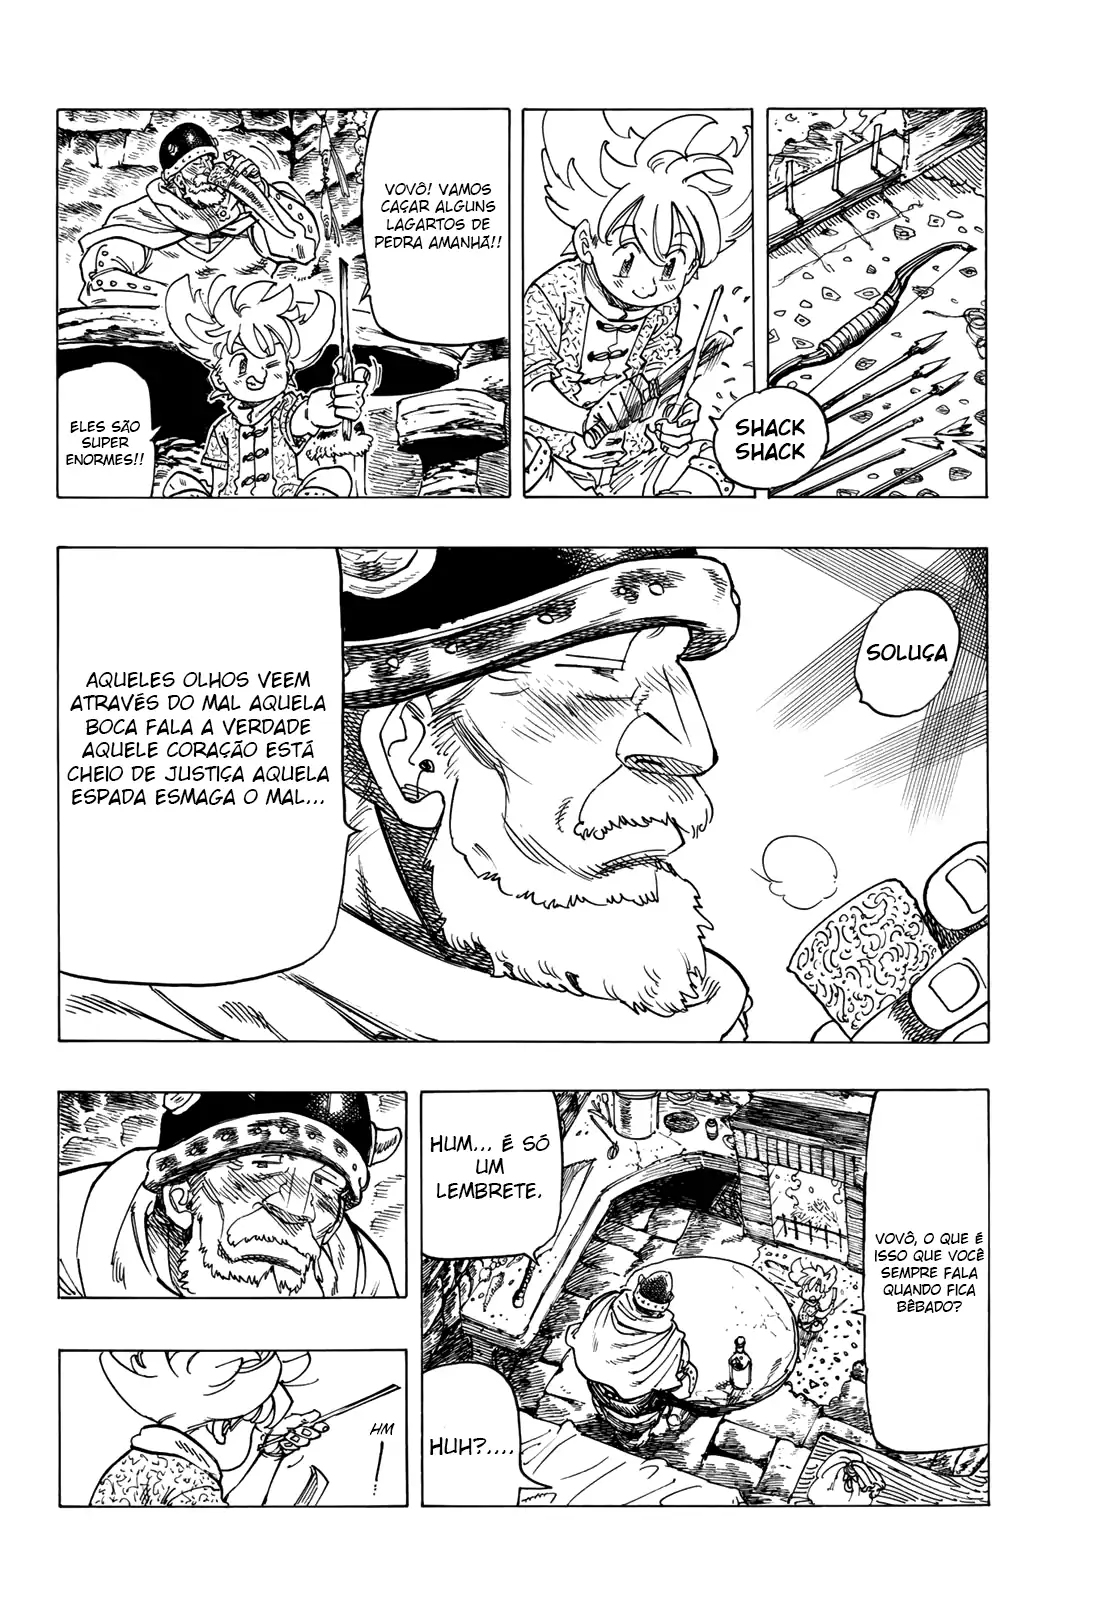 SHACK
SHACK
VOVÔ! VAMOS
CAÇAR ALGUNS
LAGARTOS DE
PEDRA AMANHÃ!!
ELES SÃO
SUPER
ENORMES!!
SOLUÇA
AQUELES OLHOS VEEM
ATRAVÉS DO MAL AQUELA
BOCA FALA A VERDADE
AQUELE CORAÇÃO ESTÁ
CHEIO DE JUSTIÇA AQUELA
ESPADA ESMAGA O MAL...
VOVÔ, O QUE É
ISSO QUE VOCÊ
SEMPRE FALA
QUANDO FICA
BÊBADO?
HUM... É SÓ
UM
LEMBRETE.
HUH?....
HM